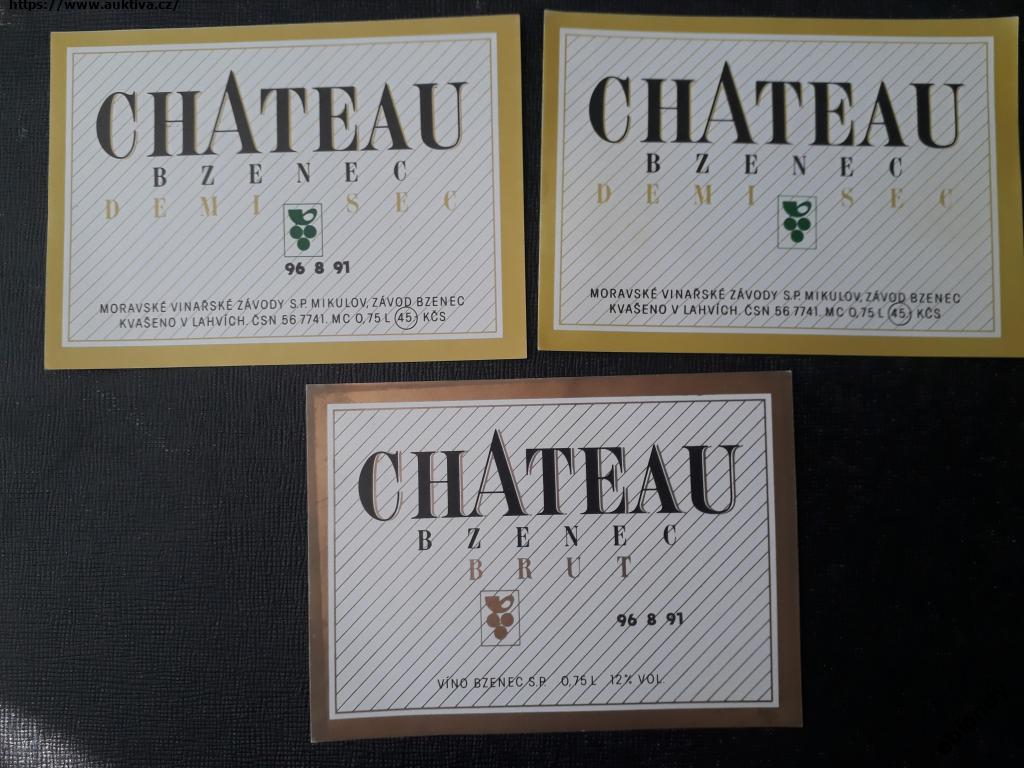 https://www.auktiva.cz/
CHATEAU
BZENEC
DEMI SEC
96 8 91
MORAVSKÉ VINAŘSKÉ ZÁVODY S.P. MIKULOV, ZÁVOD BZENEC
KVAŠENO V LAHVÍCH. ČSN 56 7741. MC 0,75 L 45,- KČS
CHATEAU
BZENEC
DEMI SEC
MORAVSKÉ VINAŘSKÉ ZÁVODY S.P. MIKULOV, ZÁVOD BZENEC
KVAŠENO V LAHVÍCH. ČSN 56 7741. MC 0,75 L 45,- KČS
CHATEAU
BZENEC
BRUT
96 8 91
VÍNO BZENEC S.P. 0,75 L 12% VOL.